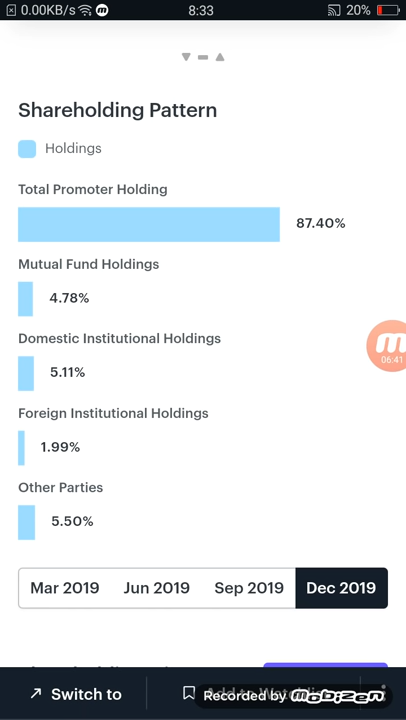 0.00KB/s
8:33
20%
Shareholding Pattern
Holdings
Total Promoter Holding
87.40%
Mutual Fund Holdings
4.78%
Domestic Institutional Holdings
5.11%
06:41
Foreign Institutional Holdings
1.99%
Other Parties
5.50%
Mar 2019 Jun 2019 Sep 2019 Dec 2019
Switch to
Recorded by mobizen